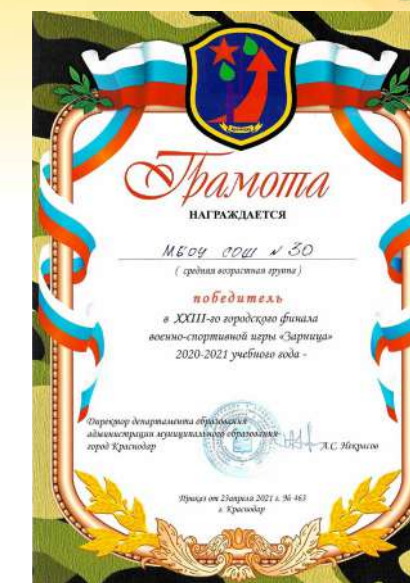 Грамота
НАГРАЖДАЕТСЯ
МБОУ СОШ № 30
( средняя возрастная группа )
победитель
в XXIII-го городского финала
военно-спортивной игры «Зарница»
2020-2021 учебного года -
Директор департамента образования
администрации муниципального образования
город Краснодар
А.С. Некрасов
Приказ от 23апреля 2021 г. № 463
г. Краснодар